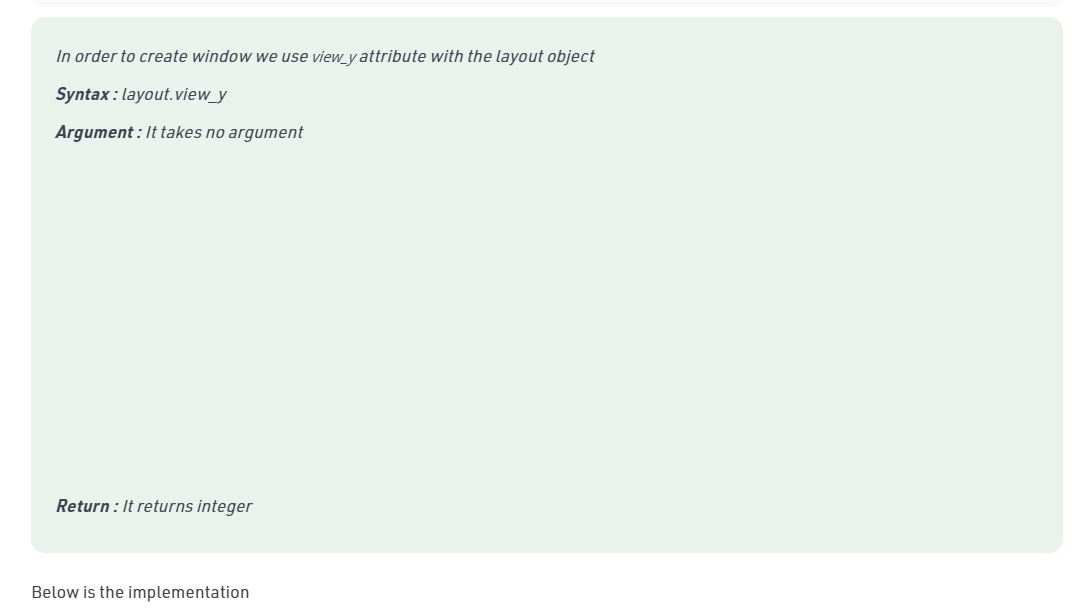 In order to create window we use view_y attribute with the layout object
Syntax : layout.view_y
Argument : It takes no argument
Return : It returns integer
Below is the implementation